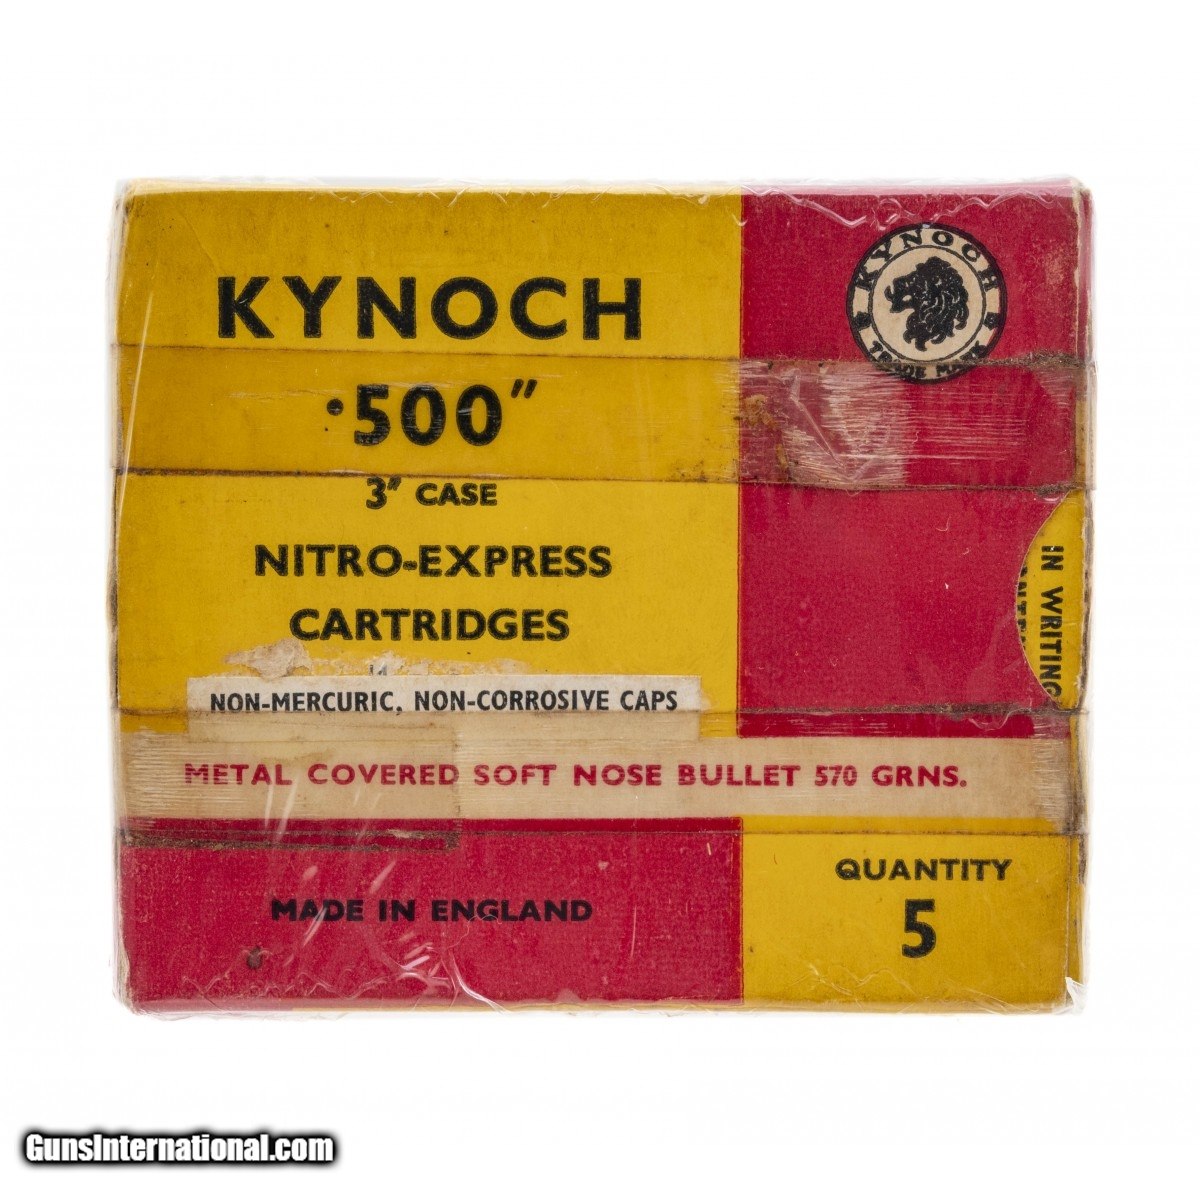 KYNOCH
KYNOCH
TRADE MARK
·500"
3" CASE
NITRO-EXPRESS
CARTRIDGES
IN WRITING
NON-MERCURIC, NON-CORROSIVE CAPS
METAL COVERED SOFT NOSE BULLET 570 GRNS.
QUANTITY
5
MADE IN ENGLAND
GunsInternational.com